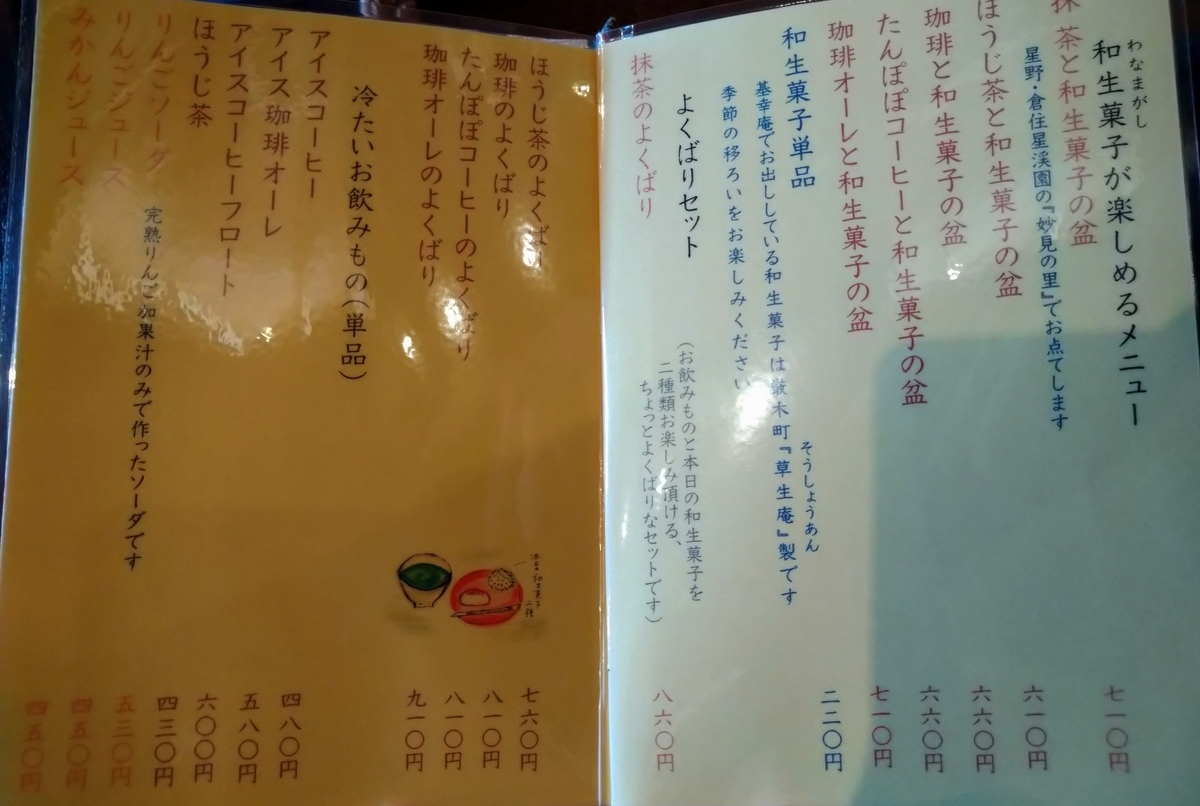 わなまがし
和生菓子が楽しめるメニュー
抹茶と和生菓子の盆 七一〇円
星野・倉住星渓園の『妙見の里』でお点てします
ほうじ茶と和生菓子の盆 六一〇円
珈琲と和生菓子の盆 六六〇円
たんぽぽコーヒーと和生菓子の盆 六六〇円
珈琲オーレと和生菓子の盆 七一〇円
和生菓子単品 二二〇円
そうしょうあん
基幸庵でお出ししている和生菓子は厳木町『草生庵』製です
季節の移ろいをお楽しみください
よくばりセット
(お飲みものと本日の和生菓子を
二種類お楽しみ頂ける、
ちょっとよくばりなセットです)
抹茶のよくばり 八六〇円
ほうじ茶のよくばり 七六〇円
珈琲のよくばり 八一〇円
たんぽぽコーヒーのよくばり 八一〇円
珈琲オーレのよくばり 九一〇円
本日の和生菓子
二種
冷たいお飲みもの(単品)
アイスコーヒー 四八〇円
アイス珈琲オーレ 五八〇円
アイスコーヒーフロート 六〇〇円
ほうじ茶 四三〇円
りんごソーダ 五三〇円
完熟りんご加果汁のみで作ったソーダです
りんごジュース 四五〇円
みかんジュース 四五〇円